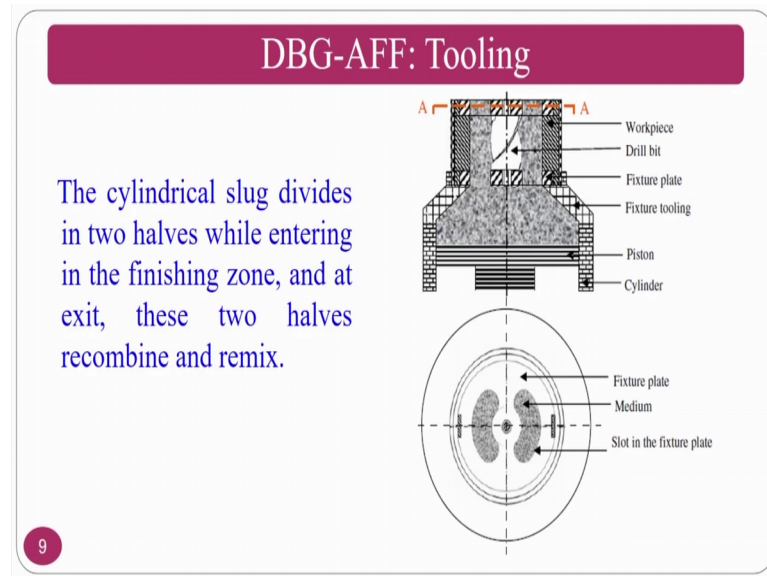 DBG-AFF: Tooling
The cylindrical slug divides
in two halves while entering
in the finishing zone, and at
exit, these two halves
recombine and remix.
A A
Workpiece
Drill bit
Fixture plate
Fixture tooling
Piston
Cylinder
Fixture plate
Medium
Slot in the fixture plate
9